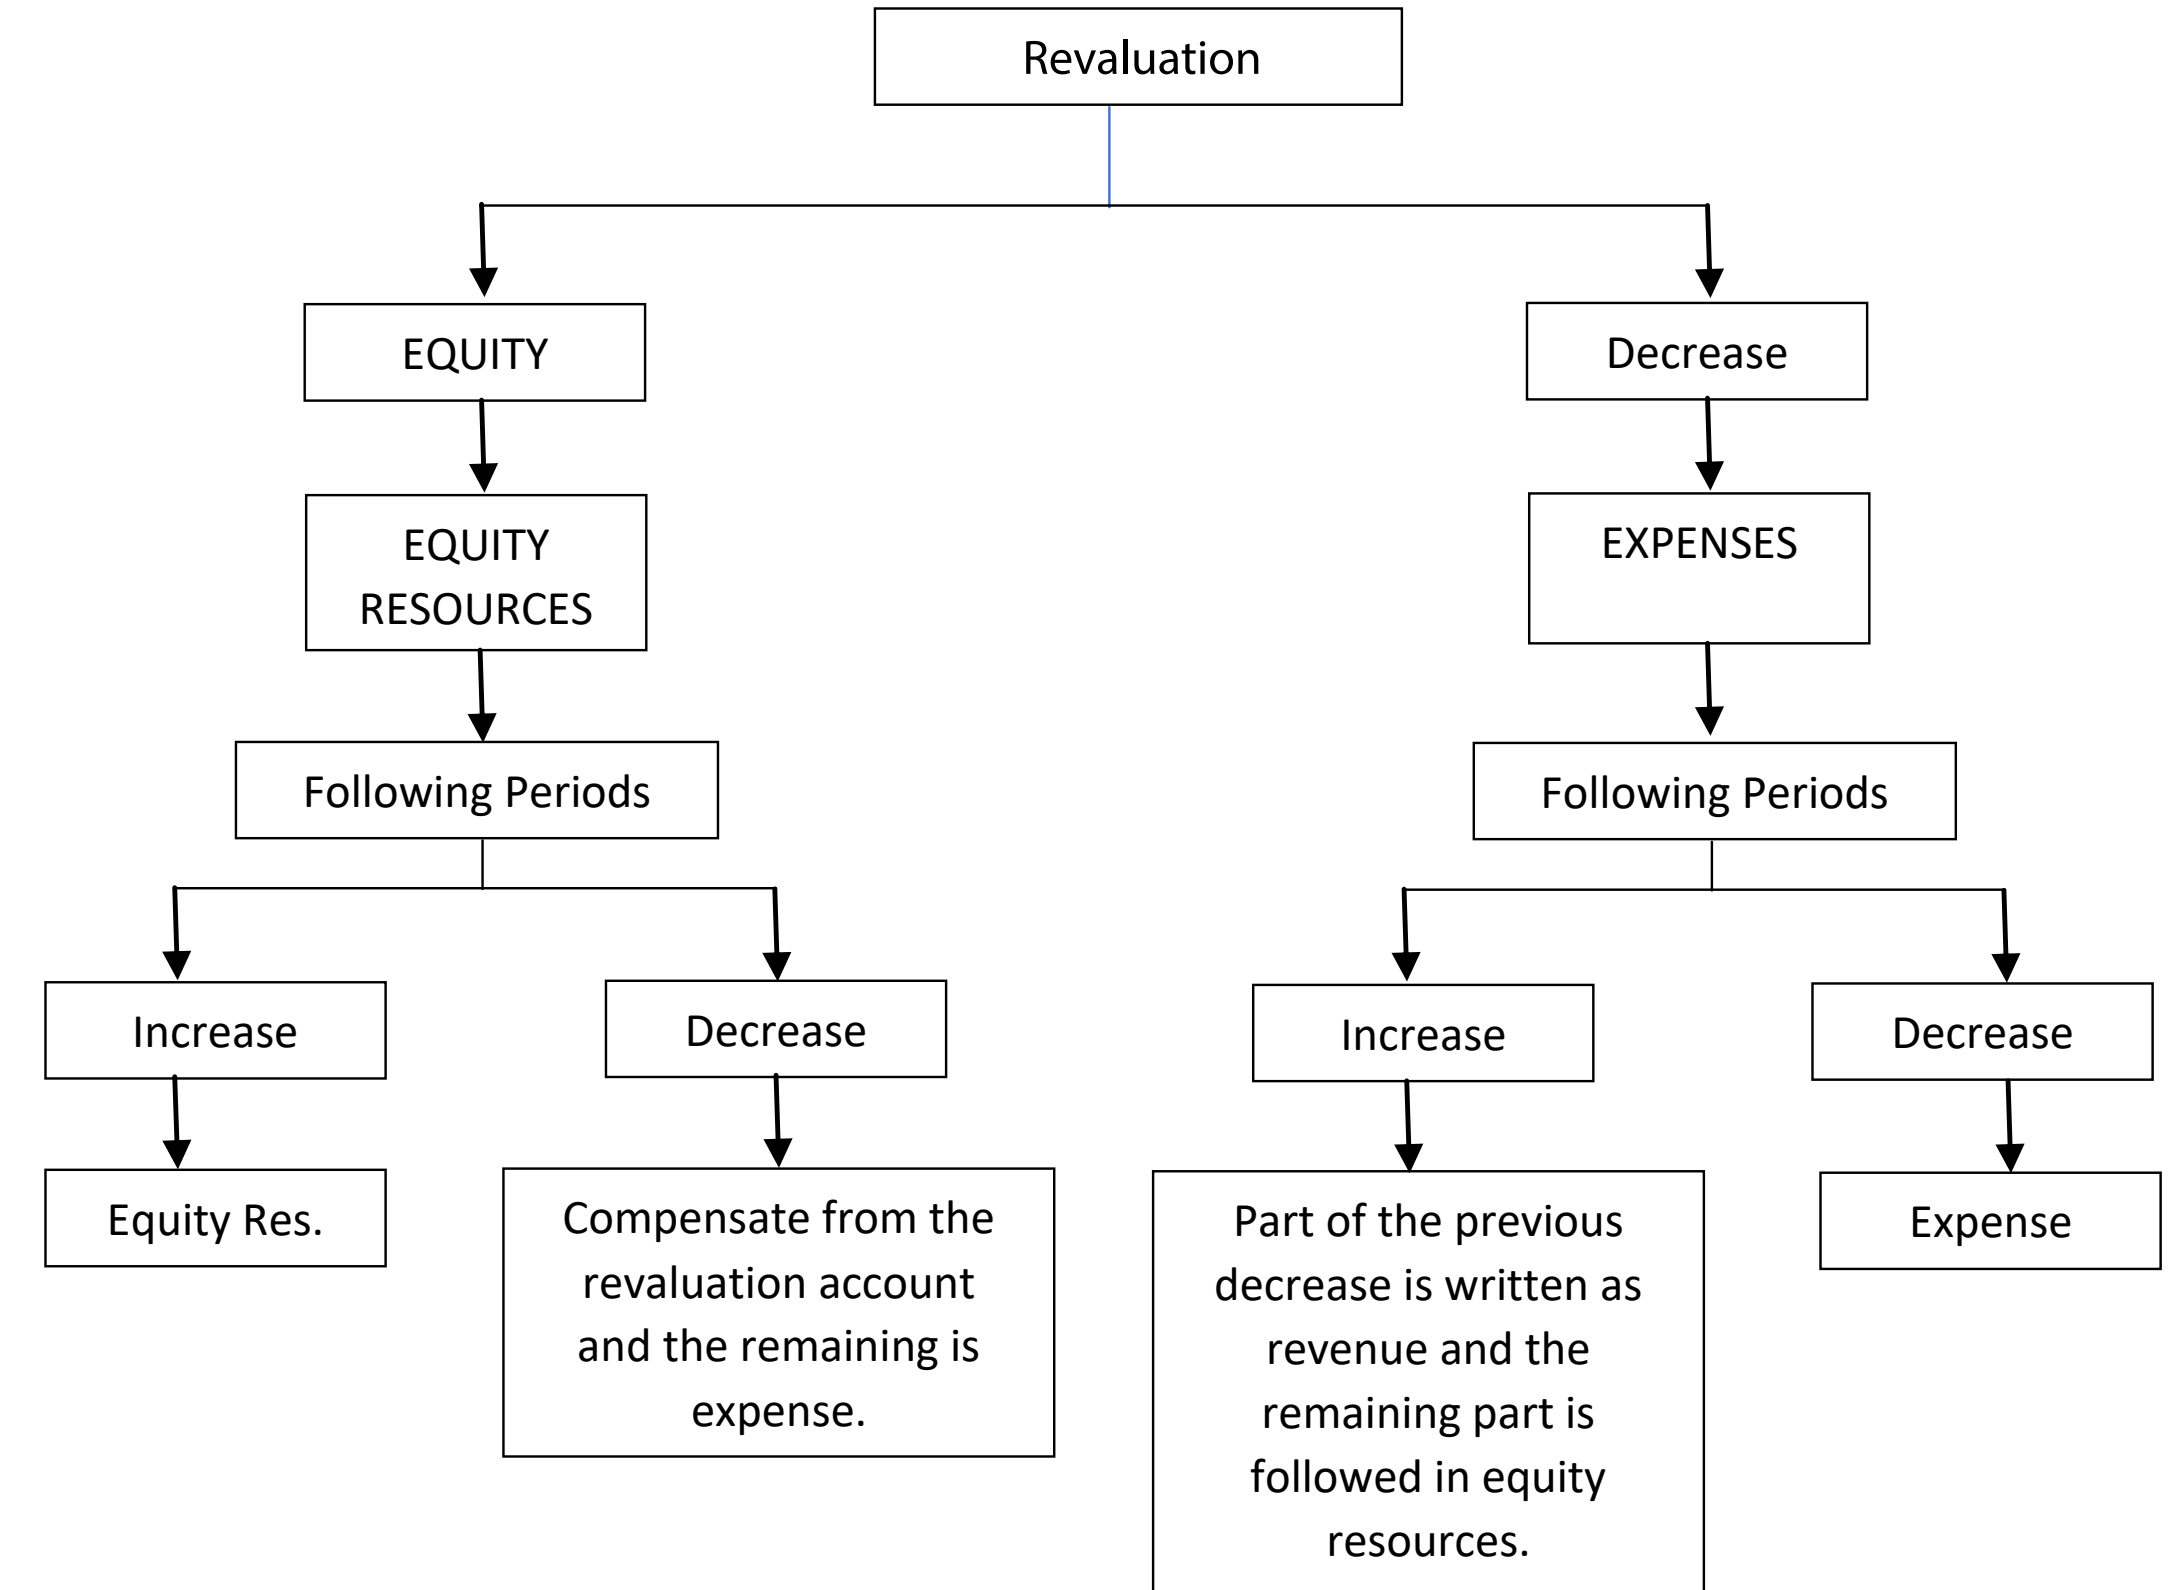 Revaluation
EQUITY
Decrease
EQUITY
RESOURCES
EXPENSES
Following Periods
Following Periods
Increase
Decrease
Increase
Decrease
Equity Res.
Compensate from the
revaluation account
and the remaining is
expense.
Part of the previous
decrease is written as
revenue and the
remaining part is
followed in equity
resources.
Expense